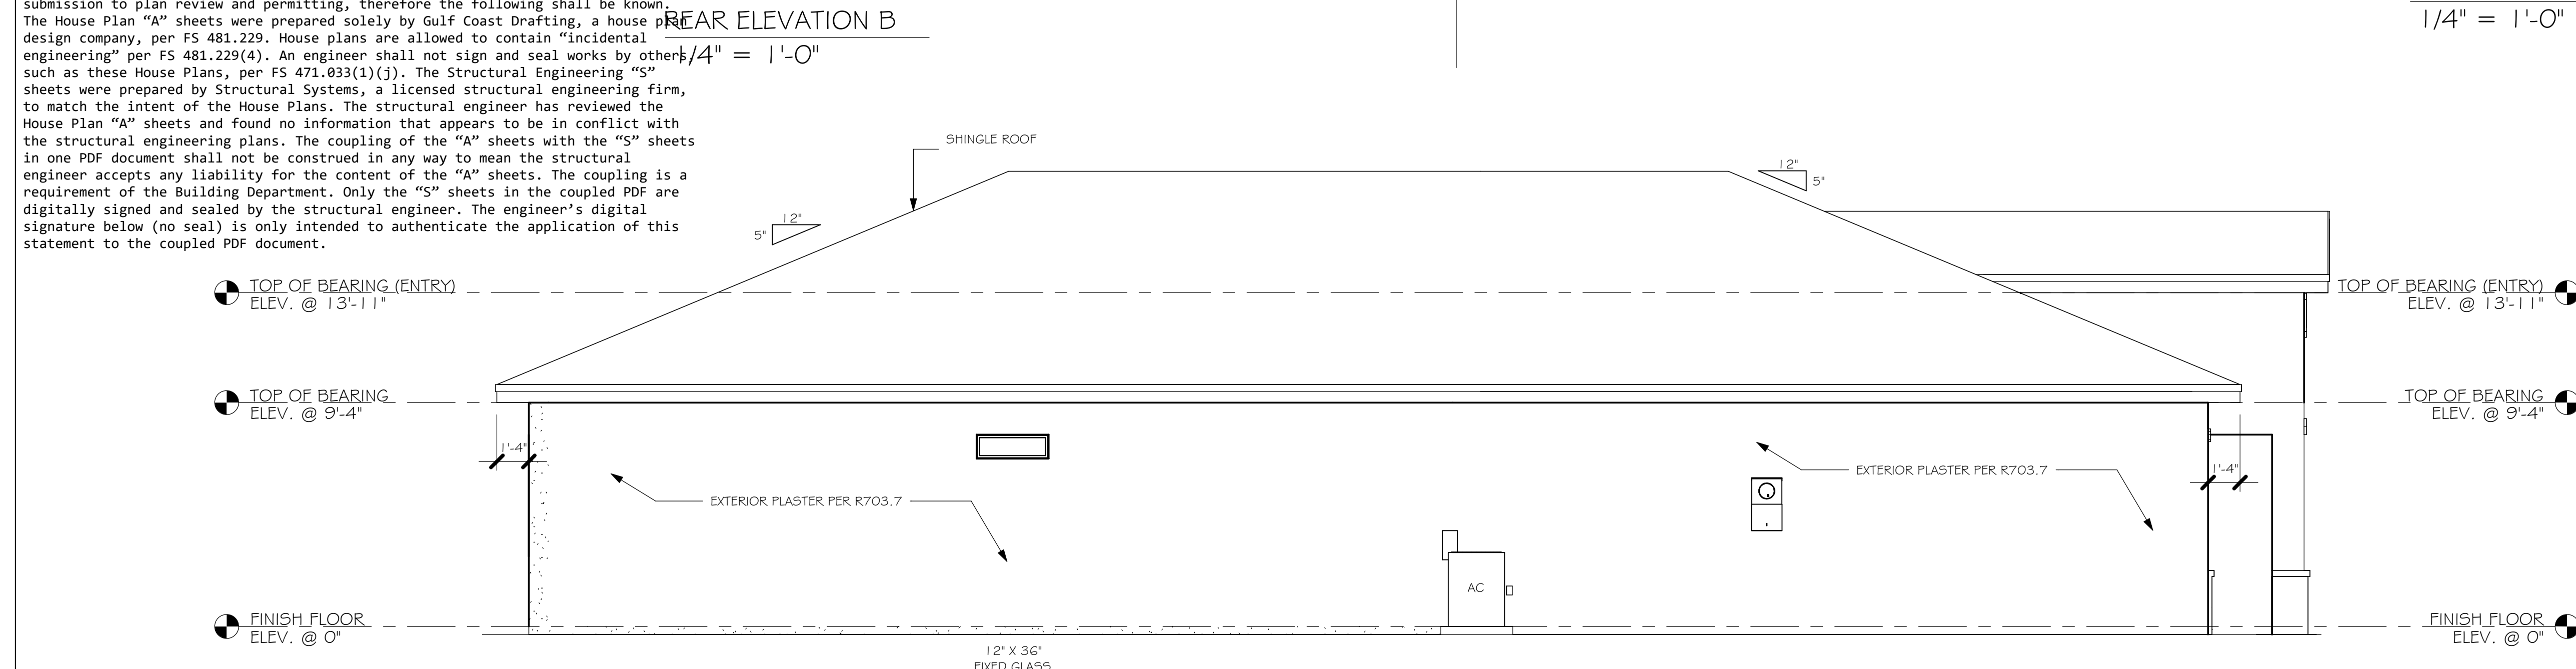 submission to plan review and permitting, therefore the following shall be known.
The House Plan “A” sheets were prepared solely by Gulf Coast Drafting, a house plan
design company, per FS 481.229. House plans are allowed to contain “incidental
engineering” per FS 481.229(4). An engineer shall not sign and seal works by others,
such as these House Plans, per FS 471.033(1)(j). The Structural Engineering “S”
sheets were prepared by Structural Systems, a licensed structural engineering firm,
to match the intent of the House Plans. The structural engineer has reviewed the
House Plan “A” sheets and found no information that appears to be in conflict with
the structural engineering plans. The coupling of the “A” sheets with the “S” sheets
in one PDF document shall not be construed in any way to mean the structural
engineer accepts any liability for the content of the “A” sheets. The coupling is a
requirement of the Building Department. Only the “S” sheets in the coupled PDF are
digitally signed and sealed by the structural engineer. The engineer’s digital
signature below (no seal) is only intended to authenticate the application of this
statement to the coupled PDF document.
REAR ELEVATION B
1/4" = 1'-0"
1/4" = 1'-0"
SHINGLE ROOF
12"
5"
12"
5"
TOP OF BEARING (ENTRY)
ELEV. @ 13'-11"
TOP OF BEARING (ENTRY)
ELEV. @ 13'-11"
TOP OF BEARING
ELEV. @ 9'-4"
TOP OF BEARING
ELEV. @ 9'-4"
1'-4"
1'-4"
EXTERIOR PLASTER PER R703.7
EXTERIOR PLASTER PER R703.7
AC
FINISH FLOOR
ELEV. @ 0"
FINISH FLOOR
ELEV. @ 0"
12" X 36"
FIXED GLASS